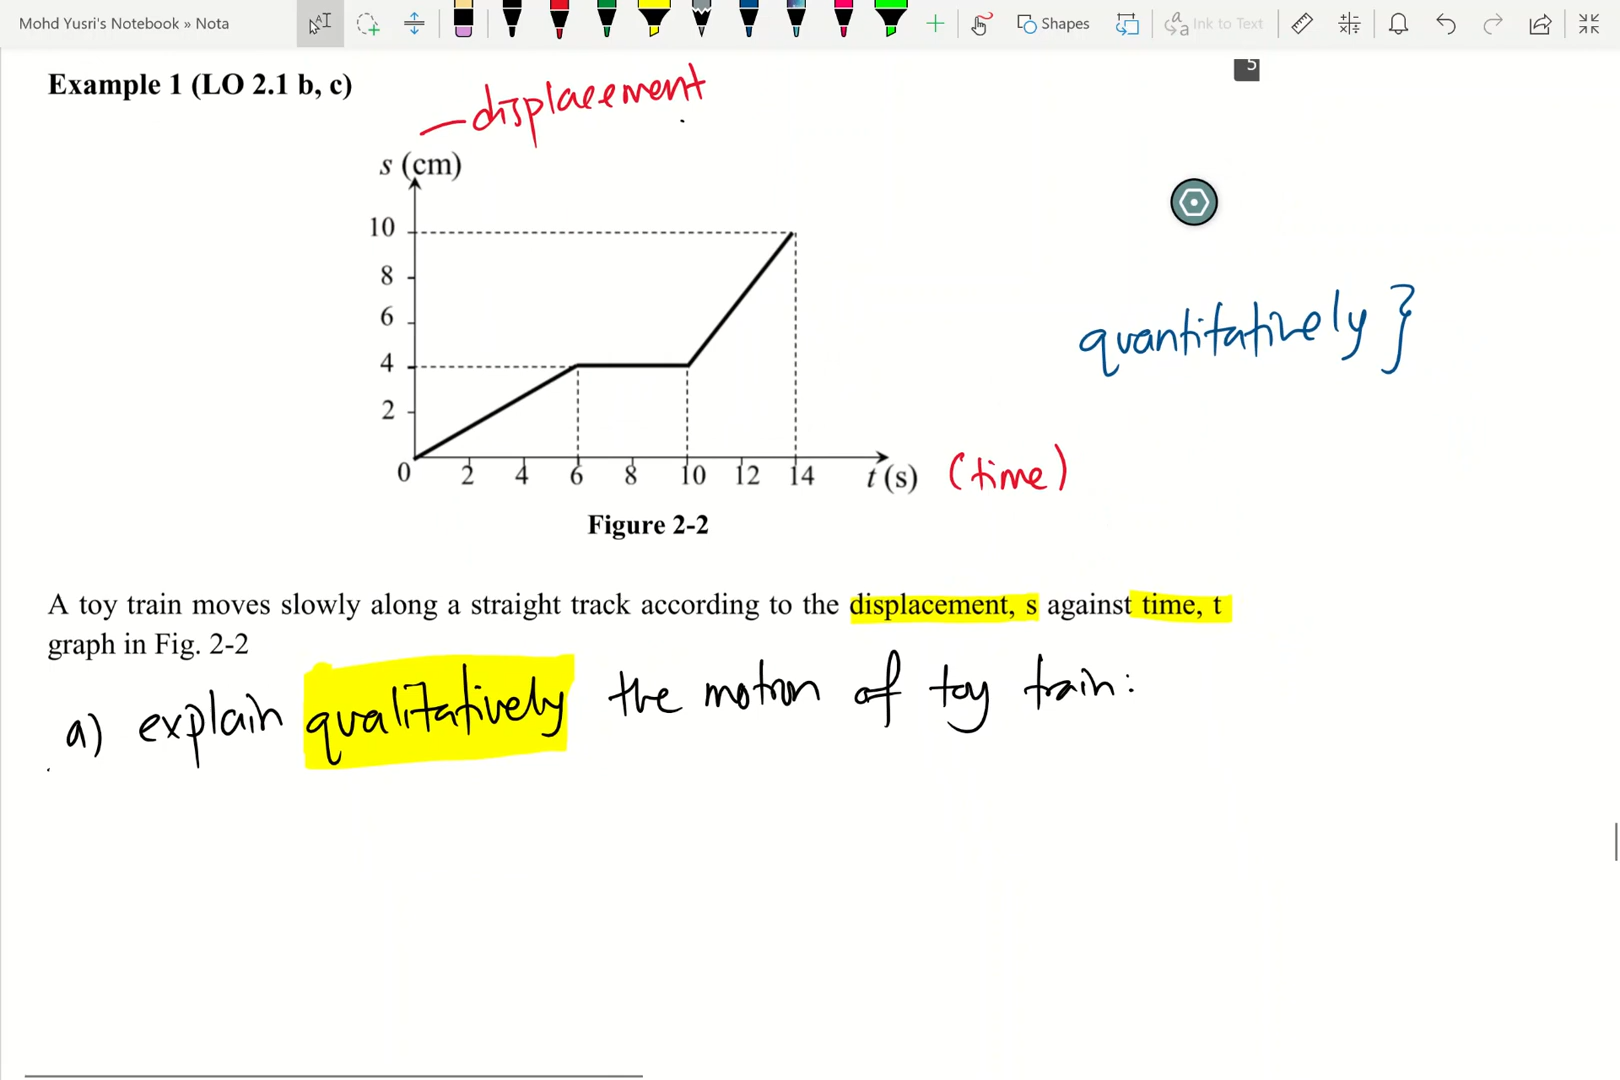 Mohd Yusri's Notebook » Nota
Shapes
Ink to Text
Example 1 (LO 2.1 b, c)
5
displacement
s (cm)
10
8
6
4
2
0
2 4 6 8 10 12 14
t (s)
(time)
quantitatively }
Figure 2-2
A toy train moves slowly along a straight track according to the displacement, s against time, t
graph in Fig. 2-2
a) explain qualitatively the motion of toy train: